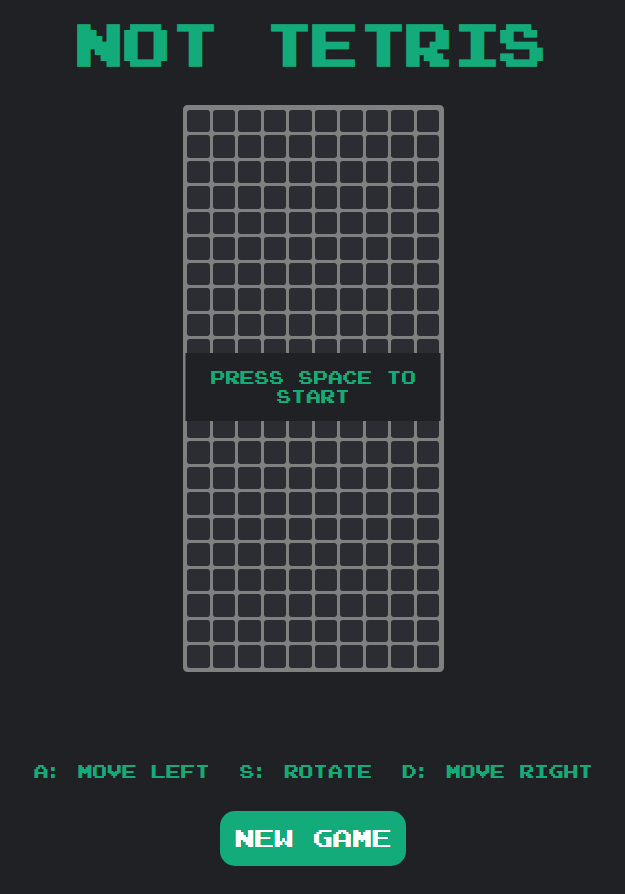 NOT TETRIS
PRESS SPACE TO
START
A: MOVE LEFT S: ROTATE D: MOVE RIGHT
NEW GAME